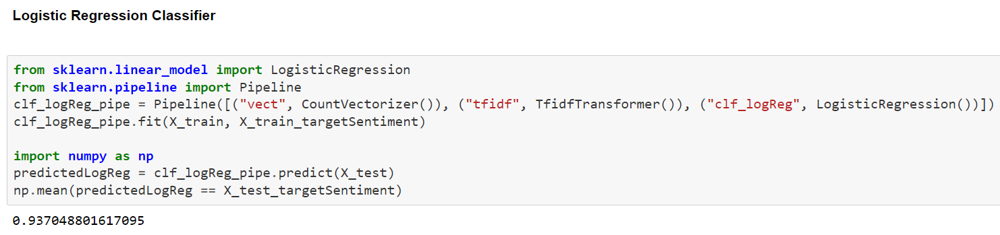 Logistic Regression Classifier
from sklearn.linear_model import LogisticRegression
from sklearn.pipeline import Pipeline
clf_logReg_pipe = Pipeline([("vect", CountVectorizer()), ("tfidf", TfidfTransformer()), ("clf_logReg", LogisticRegression())])
clf_logReg_pipe.fit(X_train, X_train_targetSentiment)
import numpy as np
predictedLogReg = clf_logReg_pipe.predict(X_test)
np.mean(predictedLogReg == X_test_targetSentiment)
0.937048801617095